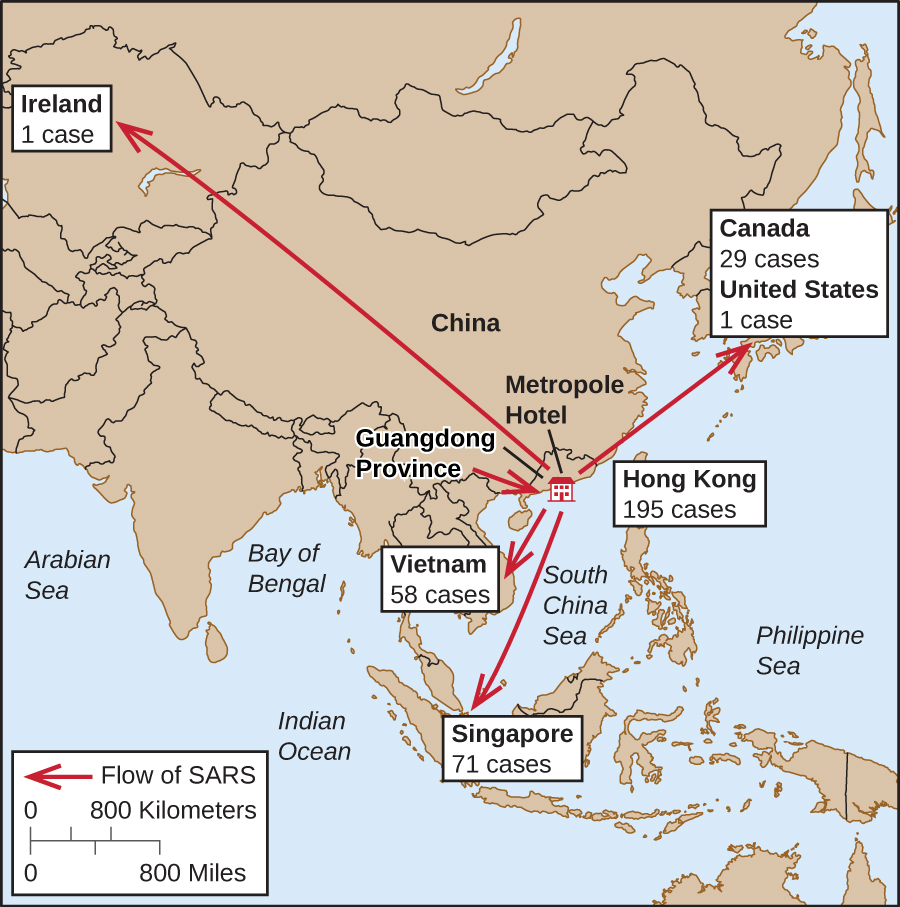 Ireland
1 case
Canada
29 cases
United States
1 case
China
Metropole
Hotel
Guangdong
Province
Hong Kong
195 cases
Arabian
Sea
Bay of
Bengal
Vietnam
58 cases
South
China
Sea
Philippine
Sea
Indian
Ocean
Singapore
71 cases
Flow of SARS
0 800 Kilometers
0 800 Miles